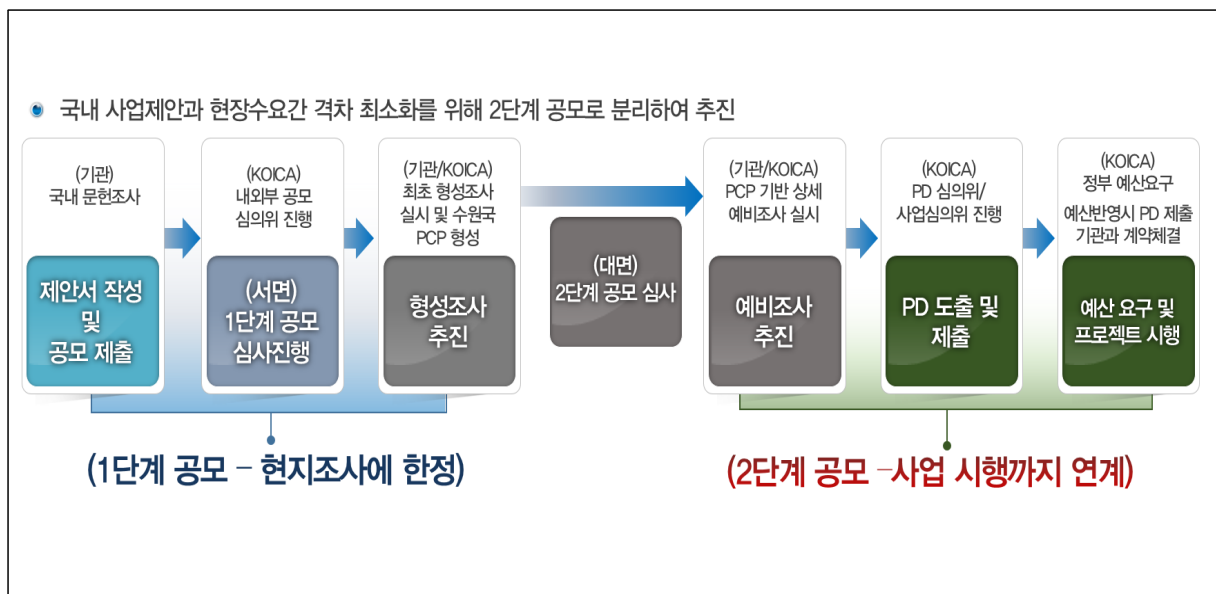 국내 사업제안과 현장수요간 격차 최소화를 위해 2단계 공모로 분리하여 추진
(기관)
국내 문헌조사
제안서 작성
및
공모 제출
(KOICA)
내외부 공모
심의위 진행
(서면)
1단계 공모
심사진행
(기관/KOICA)
최초 형성조사
실시 및 수원국
PCP 형성
형성조사
추진
(대면)
2단계 공모 심사
(기관/KOICA)
PCP 기반 상세
예비조사 실시
예비조사
추진
(KOICA)
PD 심의위/
사업심의위 진행
PD 도출 및
제출
(KOICA)
정부 예산요구
예산반영시 PD 제출
기관과 계약체결
예산 요구 및
프로젝트 시행
(1단계 공모 – 현지조사에 한정)
(2단계 공모 –사업 시행까지 연계)